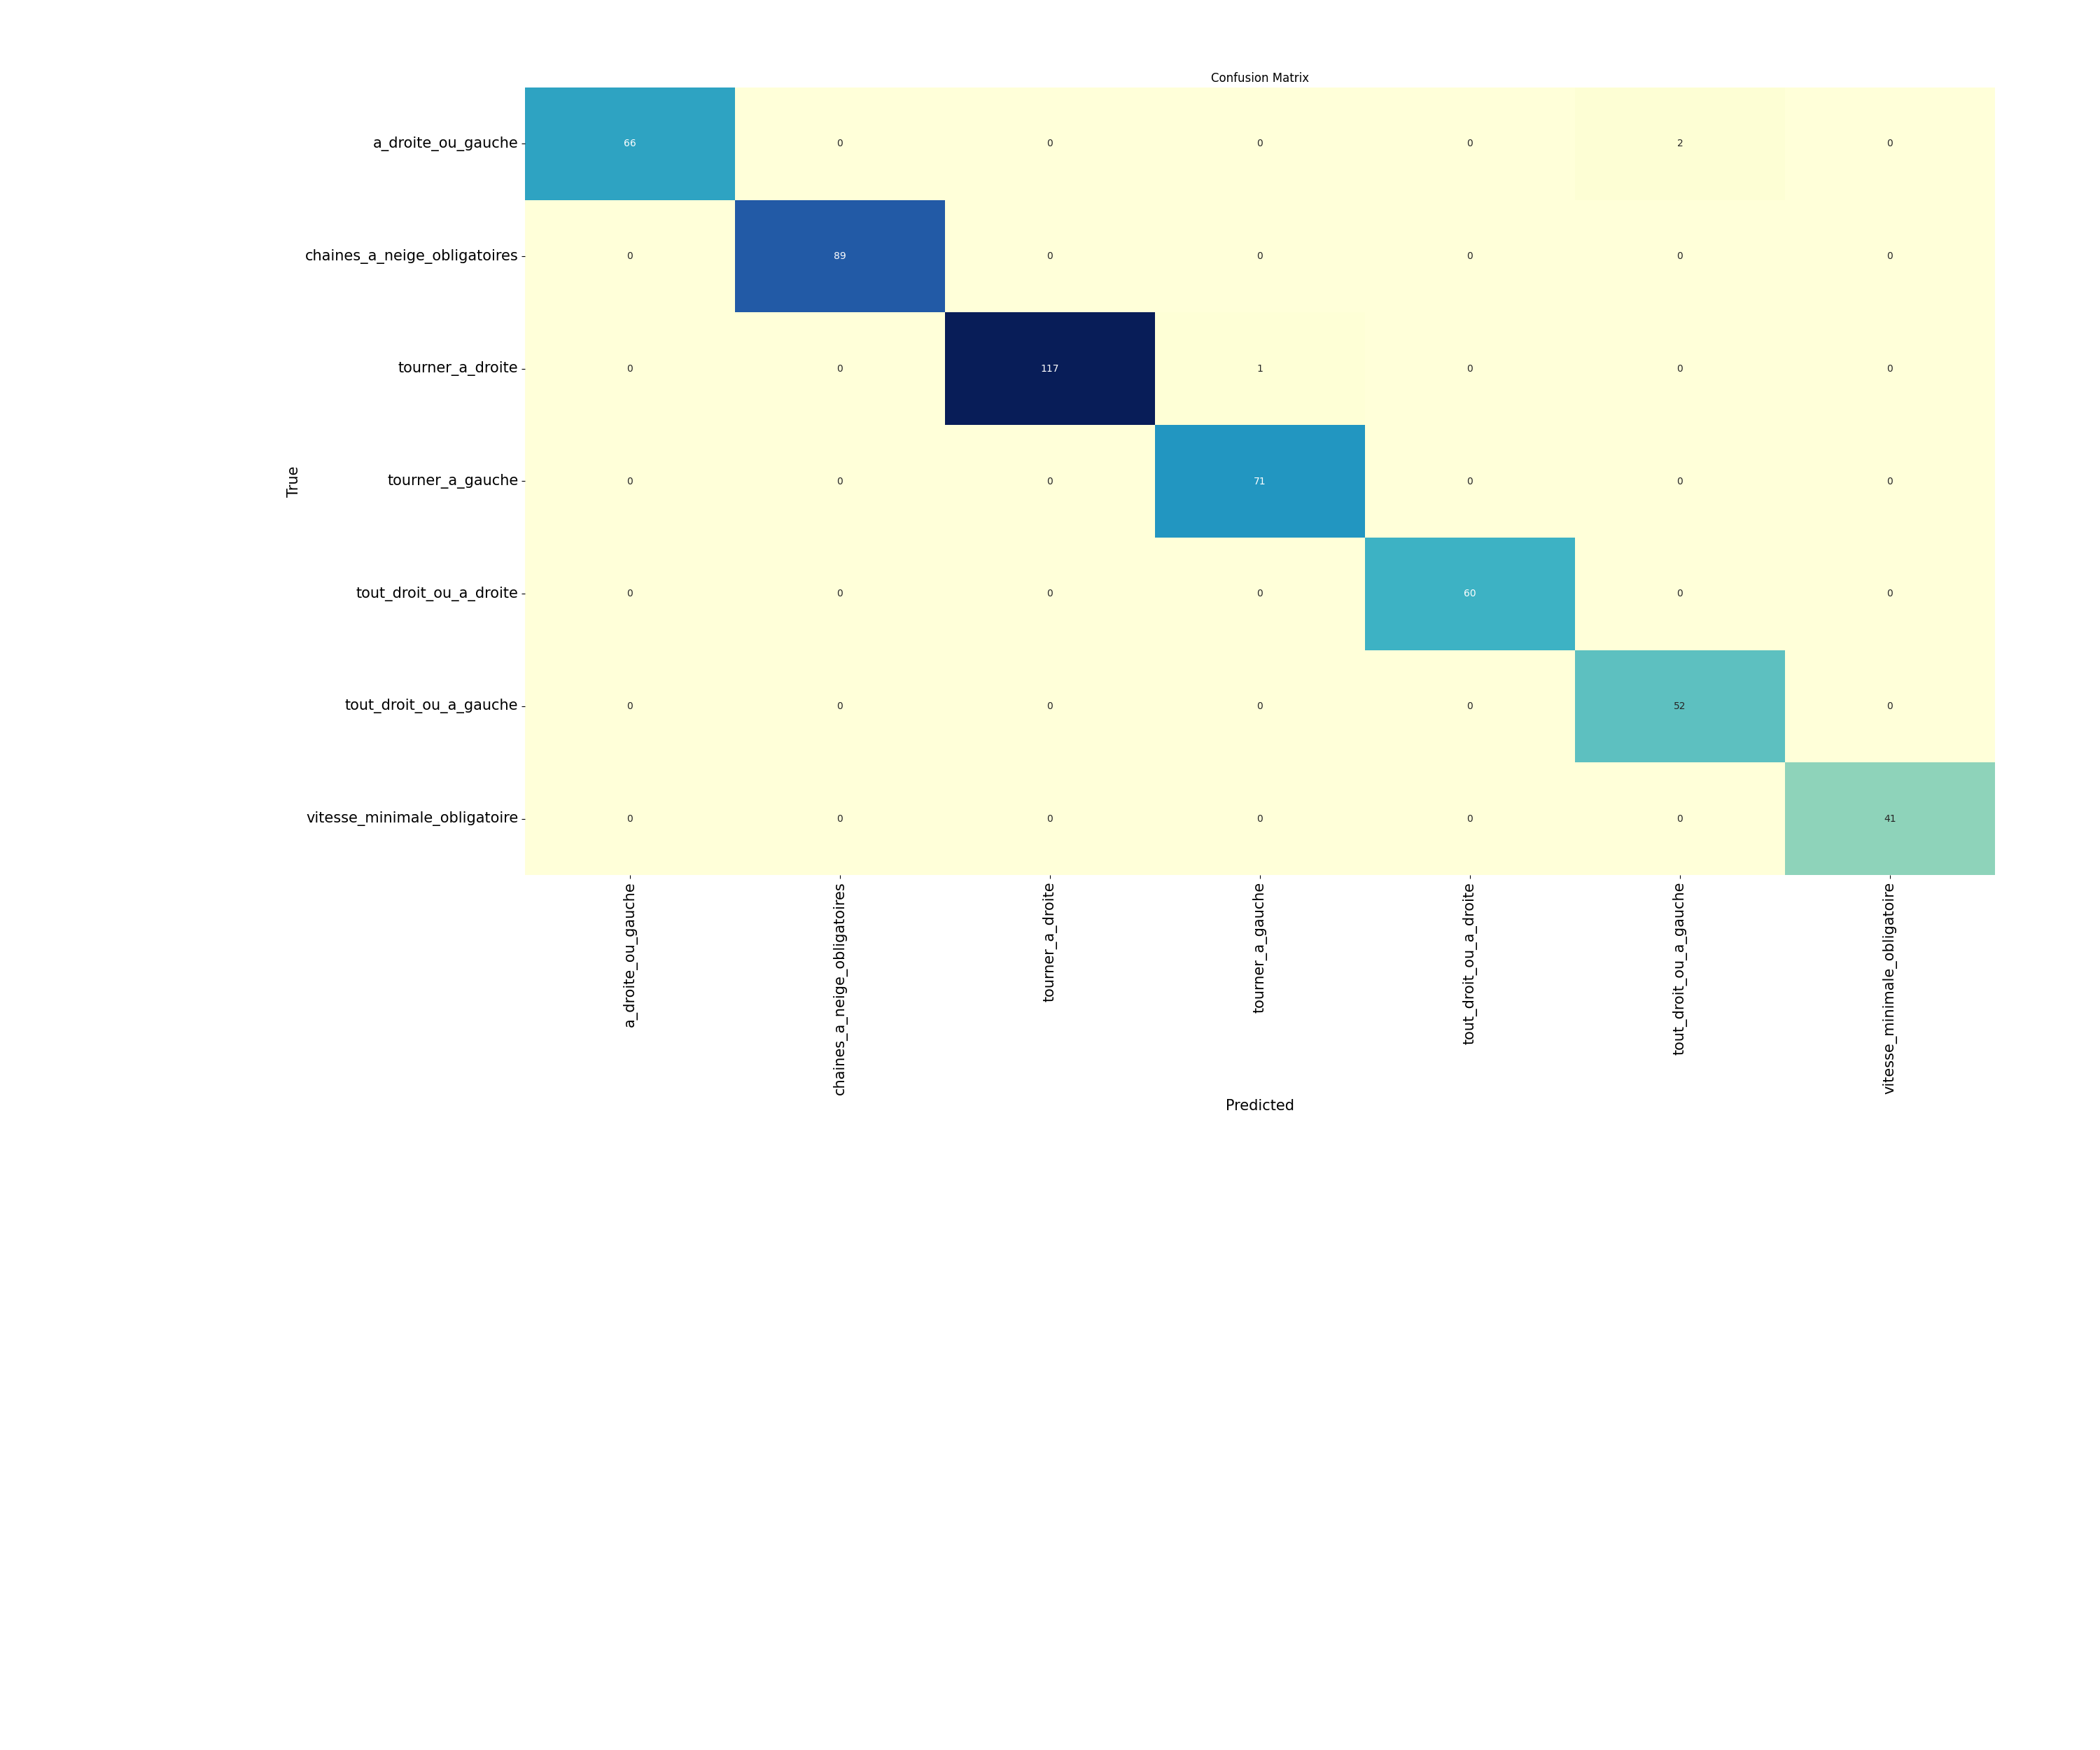 Confusion Matrix
a_droite_ou_gauche 66 0 0 0 0 2 0
chaines_a_neige_obligatoires 0 89 0 0 0 0 0
tourner_a_droite 0 0 117 1 0 0 0
True
tourner_a_gauche 0 0 0 71 0 0 0
tout_droit_ou_a_droite 0 0 0 0 60 0 0
tout_droit_ou_a_gauche 0 0 0 0 0 52 0
vitesse_minimale_obligatoire 0 0 0 0 0 0 41
a_droite_ou_gauche
chaines_a_neige_obligatoires
tourner_a_droite
tourner_a_gauche
tout_droit_ou_a_droite
tout_droit_ou_a_gauche
vitesse_minimale_obligatoire
Predicted